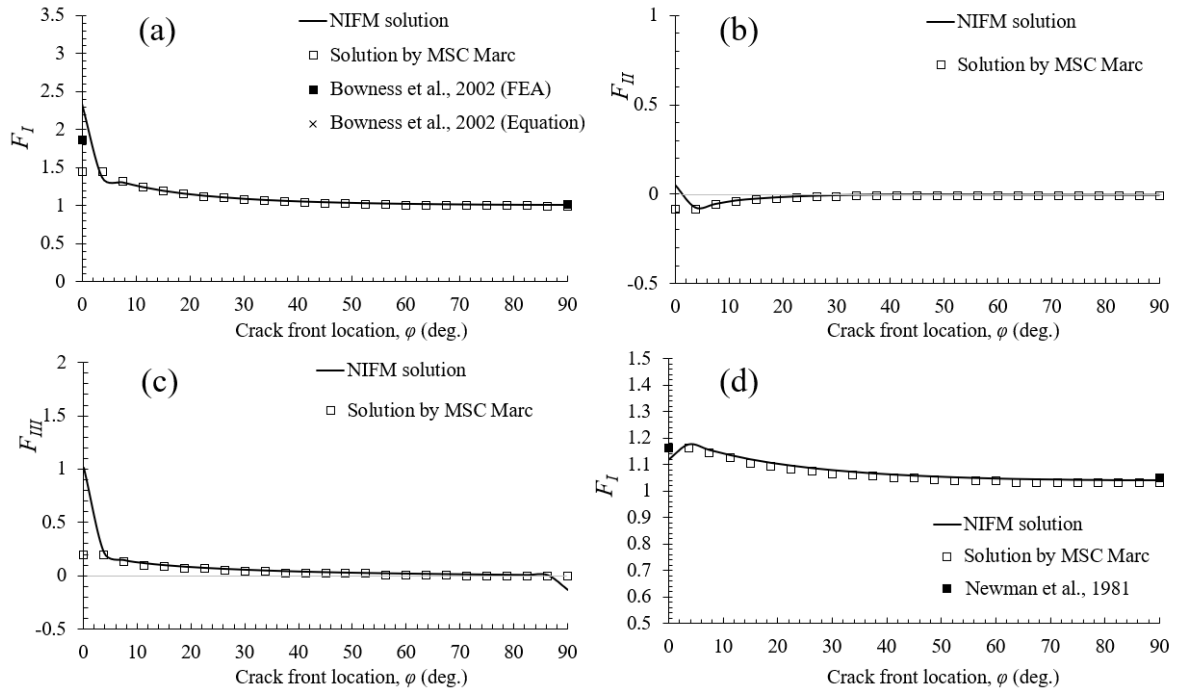 (a)
NIFM solution
Solution by MSC Marc
Bowness et al., 2002 (FEA)
Bowness et al., 2002 (Equation)
3.5
3
2.5
2
1.5
1
0.5
0
F_I
0 10 20 30 40 50 60 70 80 90
Crack front location, φ (deg.)
(b)
NIFM solution
Solution by MSC Marc
1
0.5
0
-0.5
F_II
0 10 20 30 40 50 60 70 80 90
Crack front location, φ (deg.)
(c)
NIFM solution
Solution by MSC Marc
2
1.5
1
0.5
0
-0.5
F_III
0 10 20 30 40 50 60 70 80 90
Crack front location, φ (deg.)
(d)
1.5
1.4
1.3
1.2
1.1
1
0.9
0.8
0.7
0.6
0.5
F_I
NIFM solution
Solution by MSC Marc
Newman et al., 1981
0 10 20 30 40 50 60 70 80 90
Crack front location, φ (deg.)